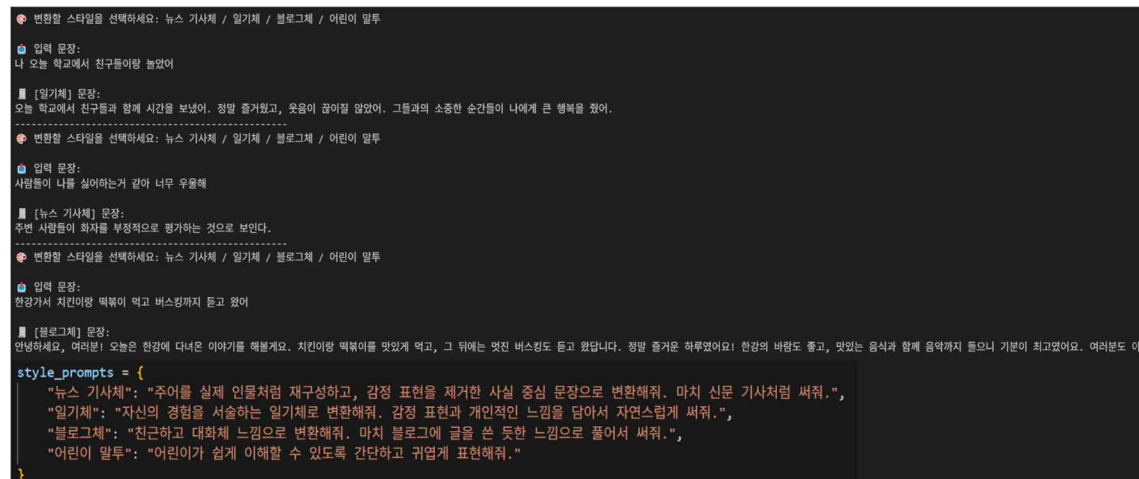 🎨 변환할 스타일을 선택하세요: 뉴스 기사체 / 일기체 / 블로그체 / 어린이 말투
📥 입력 문장:
나 오늘 학교에서 친구들이랑 놀았어
🧾 [일기체] 문장:
오늘 학교에서 친구들과 함께 시간을 보냈어. 정말 즐거웠고, 웃음이 끊이질 않았어. 그들과의 소중한 순간들이 나에게 큰 행복을 줬어.
--------------------------------------------------
🎨 변환할 스타일을 선택하세요: 뉴스 기사체 / 일기체 / 블로그체 / 어린이 말투
📥 입력 문장:
사람들이 나를 싫어하는거 같아 너무 우울해
🧾 [뉴스 기사체] 문장:
주변 사람들이 화자를 부정적으로 평가하는 것으로 보인다.
--------------------------------------------------
🎨 변환할 스타일을 선택하세요: 뉴스 기사체 / 일기체 / 블로그체 / 어린이 말투
📥 입력 문장:
한강가서 치킨이랑 떡볶이 먹고 버스킹까지 듣고 왔어
🧾 [블로그체] 문장:
안녕하세요, 여러분! 오늘은 한강에 다녀온 이야기를 해볼게요. 치킨이랑 떡볶이를 맛있게 먹고, 그 뒤에는 멋진 버스킹도 듣고 왔답니다. 정말 즐거운 하루였어요! 한강의 바람도 좋고, 맛있는 음식과 함께 음악까지 들으니 기분이 최고였어요. 여러분도
style_prompts = {
"뉴스 기사체": "주어를 실제 인물처럼 재구성하고, 감정 표현을 제거한 사실 중심 문장으로 변환해줘. 마치 신문 기사처럼 써줘.",
"일기체": "자신의 경험을 서술하는 일기체로 변환해줘. 감정 표현과 개인적인 느낌을 담아서 자연스럽게 써줘.",
"블로그체": "친근하고 대화체 느낌으로 변환해줘. 마치 블로그에 글을 쓴 듯한 느낌으로 풀어서 써줘.",
"어린이 말투": "어린이가 쉽게 이해할 수 있도록 간단하고 귀엽게 표현해줘."
}